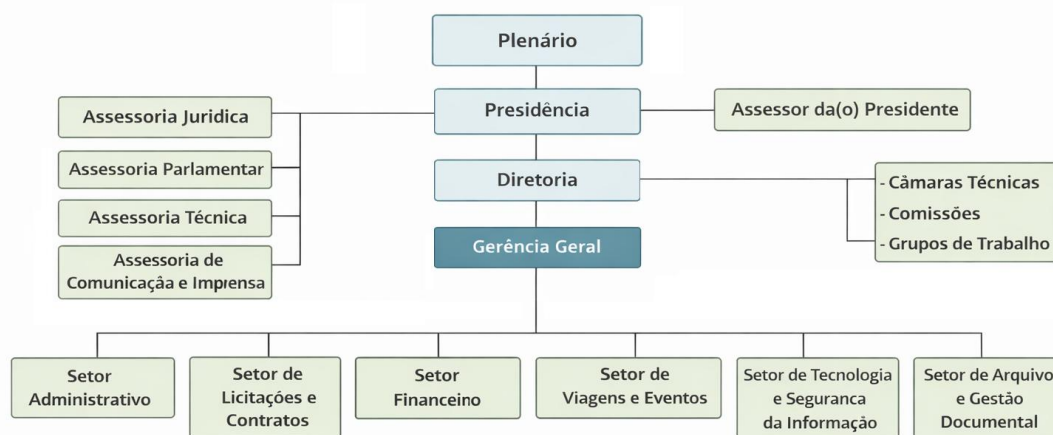 Plenário
Presidência
Assessor da(o) Presidente
Assessoria Juridica
Assessoria Parlamentar
Assessoria Técnica
Assessoria de
Comunicaçâa e Imprensa
Diretoria
- Câmaras Técnicas
- Comissões
- Grupos de Trabalho
Gerência Geral
Setor
Administrativo
Setor de
Licitações e
Contratos
Setor
Financeino
Setor de
Viagens e Eventos
Setor de Tecnologia
e Seguranca
da Informação
Setor de Arquivo
e Gestão
Documental